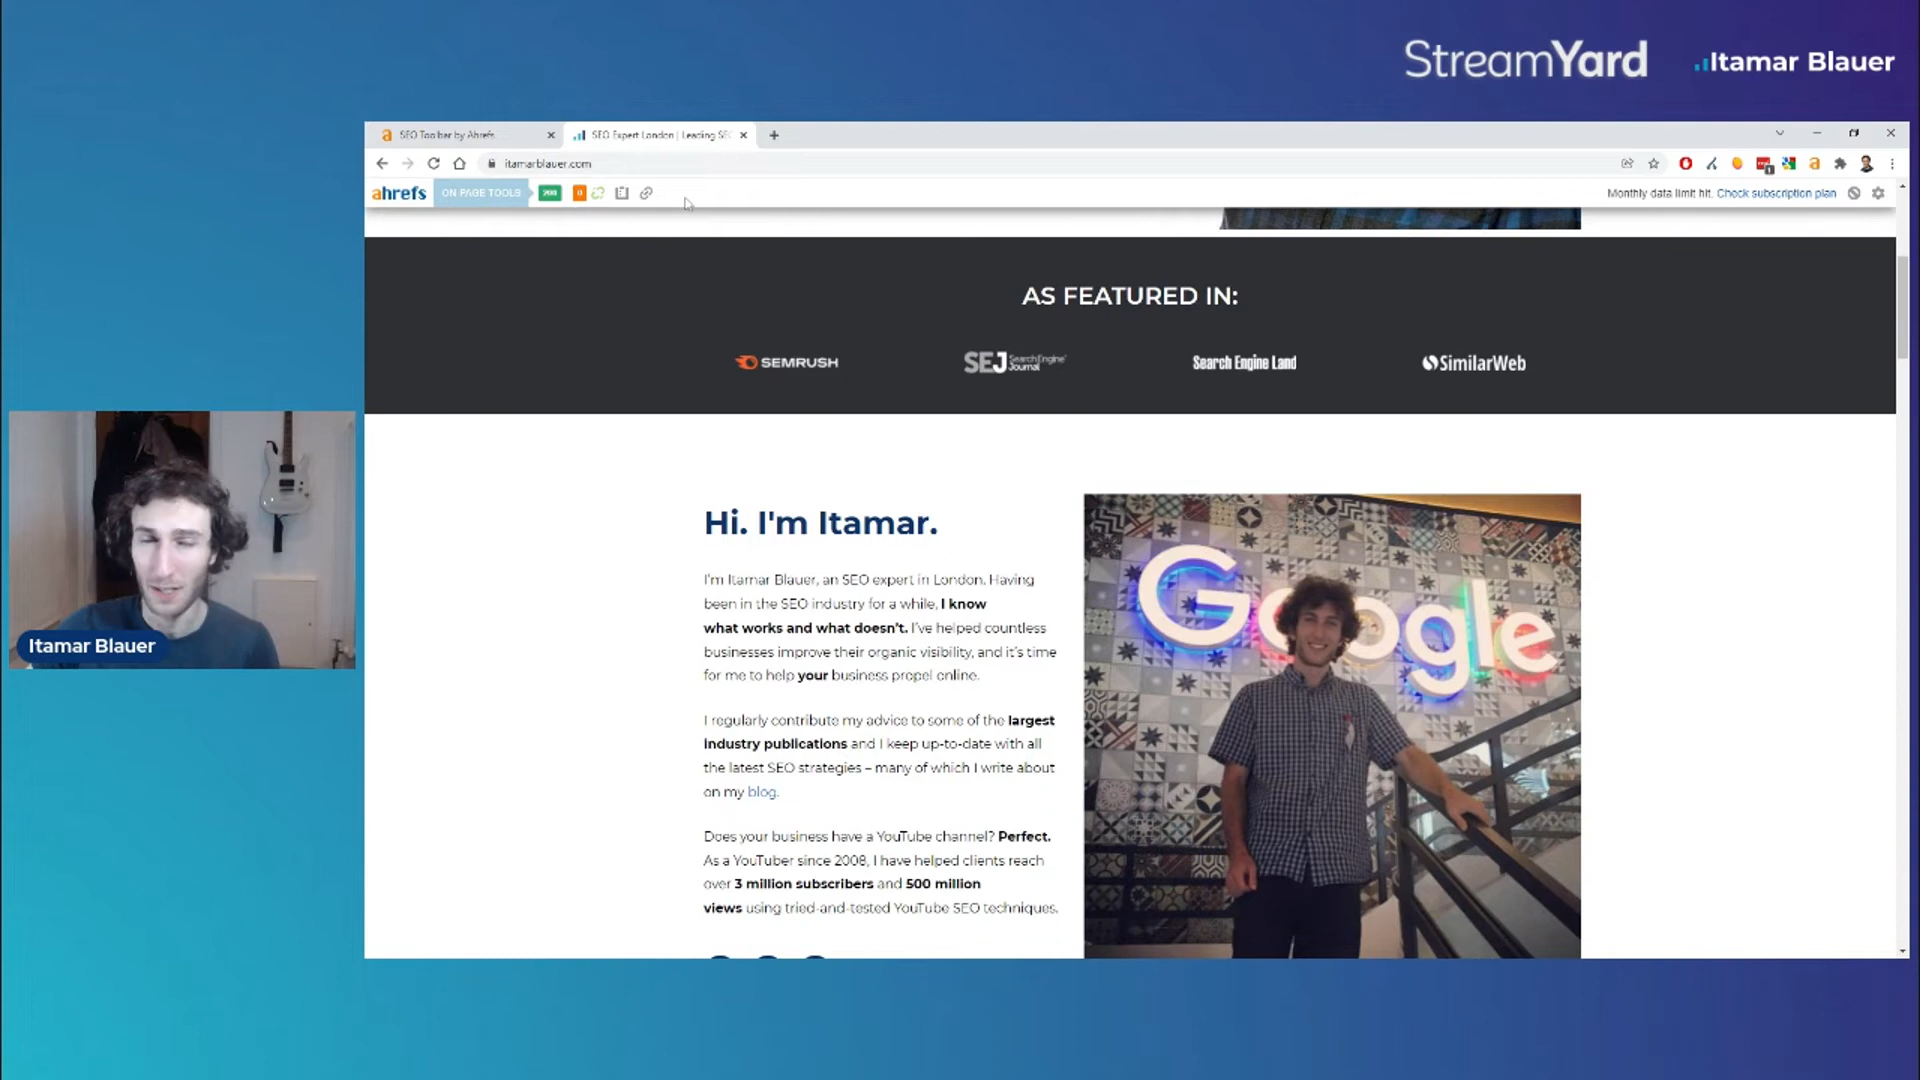 StreamYard
Itamar Blauer
SEO Toolbar by Ahrefs
SEO Expert London | Leading SEO
itamarblauer.com
ahrefs
ON PAGE TOOLS
200
0
Monthly data limit hit. Check subscription plan
AS FEATURED IN:
SEMRUSH
SEJ Search Engine Journal
Search Engine Land
SimilarWeb
Hi. I'm Itamar.
I'm Itamar Blauer, an SEO expert in London. Having
been in the SEO industry for a while, I know
what works and what doesn't. I've helped countless
businesses improve their organic visibility, and it's time
for me to help your business propel online.
I regularly contribute my advice to some of the largest
industry publications and I keep up-to-date with all
the latest SEO strategies – many of which I write about
on my blog.
Does your business have a YouTube channel? Perfect.
As a YouTuber since 2008, I have helped clients reach
over 3 million subscribers and 500 million
views using tried-and-tested YouTube SEO techniques.
Google
Itamar Blauer